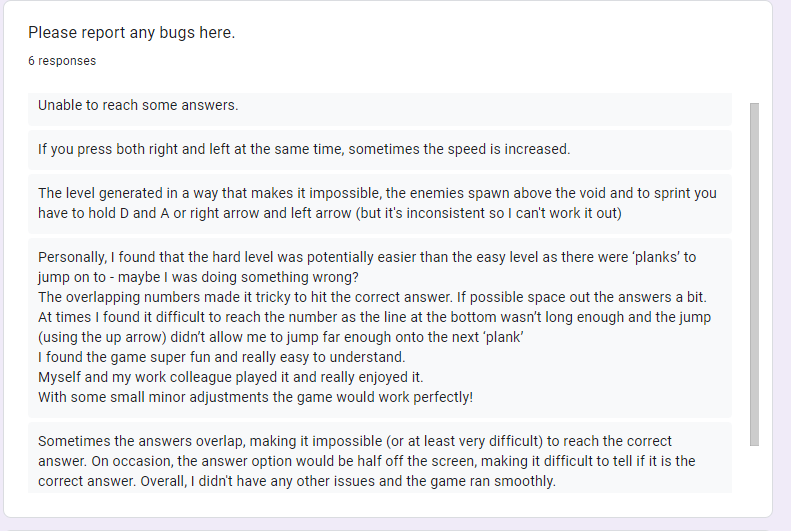 Please report any bugs here.
6 responses
Unable to reach some answers.
If you press both right and left at the same time, sometimes the speed is increased.
The level generated in a way that makes it impossible, the enemies spawn above the void and to sprint you
have to hold D and A or right arrow and left arrow (but it's inconsistent so I can't work it out)
Personally, I found that the hard level was potentially easier than the easy level as there were ‘planks’ to
jump on to - maybe I was doing something wrong?
The overlapping numbers made it tricky to hit the correct answer. If possible space out the answers a bit.
At times I found it difficult to reach the number as the line at the bottom wasn’t long enough and the jump
(using the up arrow) didn’t allow me to jump far enough onto the next ‘plank’
I found the game super fun and really easy to understand.
Myself and my work colleague played it and really enjoyed it.
With some small minor adjustments the game would work perfectly!
Sometimes the answers overlap, making it impossible (or at least very difficult) to reach the correct
answer. On occasion, the answer option would be half off the screen, making it difficult to tell if it is the
correct answer. Overall, I didn't have any other issues and the game ran smoothly.